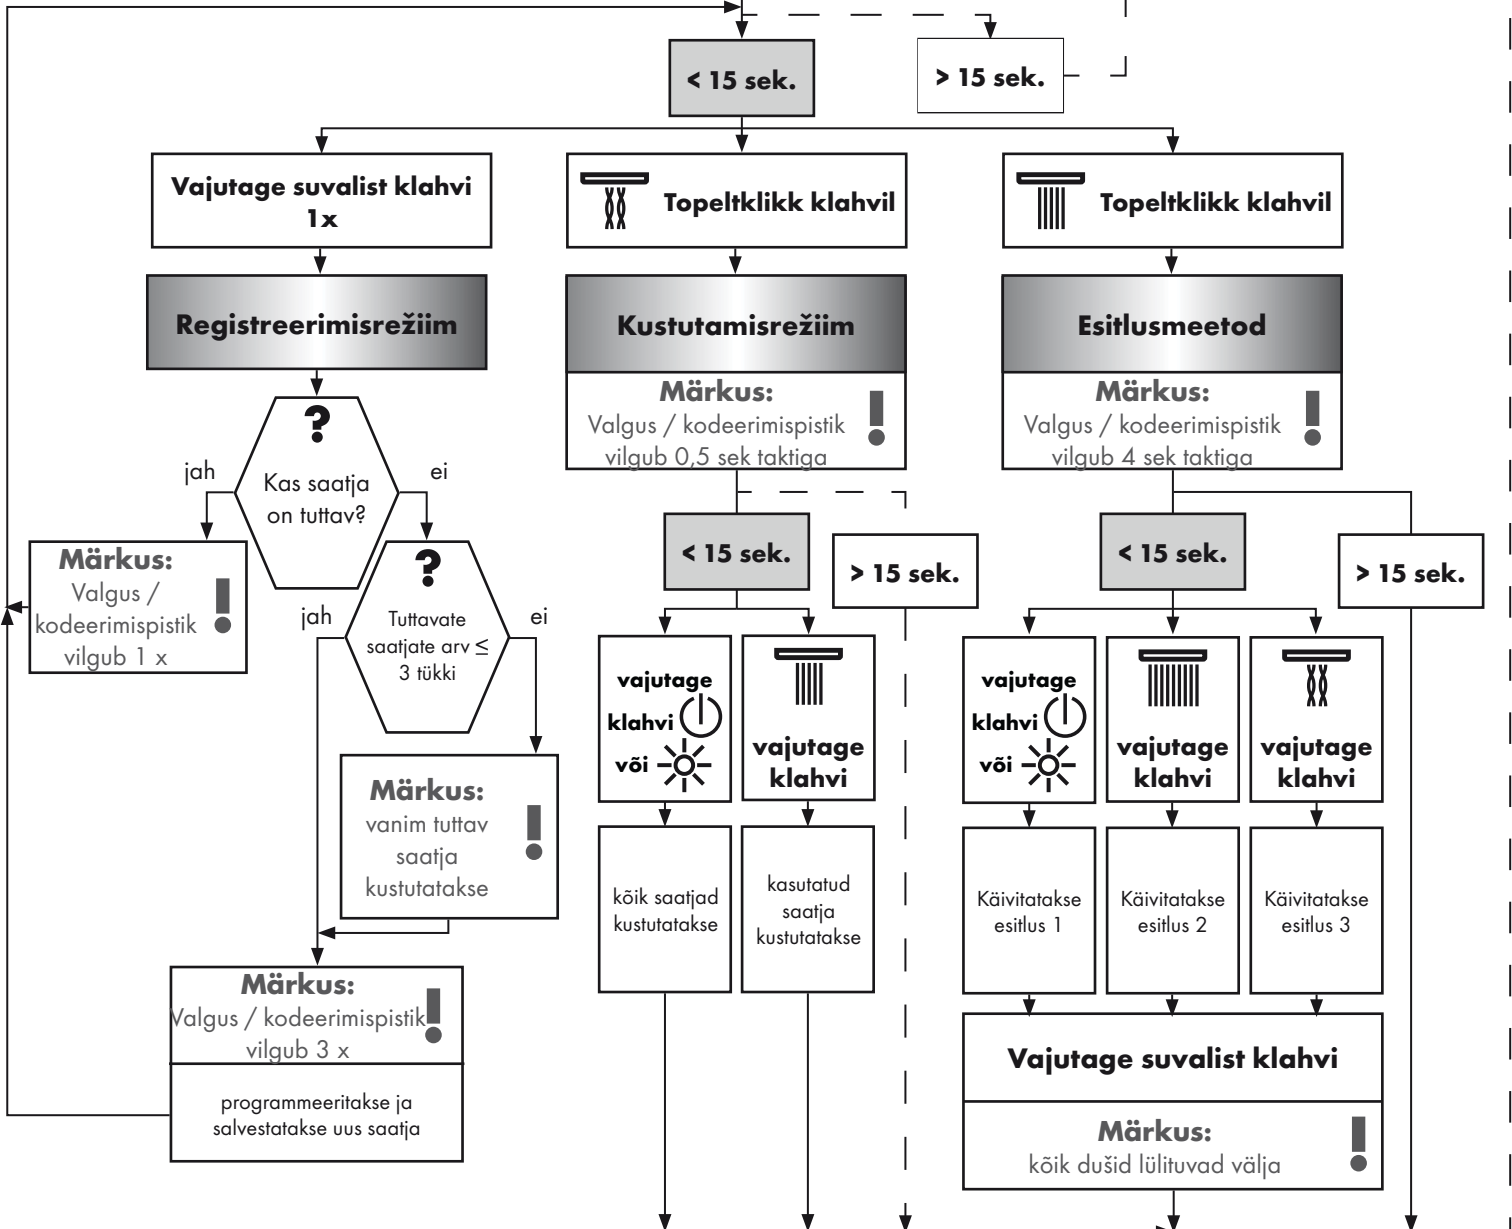 < 15 sek.
> 15 sek.
Vajutage suvalist klahvi
1x
Topeltklikk klahvil
Topeltklikk klahvil
Registreerimisrežiim
Kustutamisrežiim
Esitlusmeetod
Märkus:
Valgus / kodeerimispistik
vilgub 0,5 sek taktiga
Märkus:
Valgus / kodeerimispistik
vilgub 4 sek taktiga
?
Kas saatja
on tuttav?
jah
ei
Märkus:
Valgus /
kodeerimispistik
vilgub 1 x
?
Tuttavate
saatjate arv ≤
3 tükki
jah
ei
Märkus:
vanim tuttav
saatja
kustutatakse
Märkus:
Valgus / kodeerimispistik
vilgub 3 x
programmeeritakse ja
salvestatakse uus saatja
< 15 sek.
> 15 sek.
vajutage
klahvi
või
vajutage
klahvi
kõik saatjad
kustutatakse
kasutatud
saatja
kustutatakse
< 15 sek.
> 15 sek.
vajutage
klahvi
või
vajutage
klahvi
vajutage
klahvi
Käivitatakse
esitlus 1
Käivitatakse
esitlus 2
Käivitatakse
esitlus 3
Vajutage suvalist klahvi
Märkus:
kõik dušid lülituvad välja